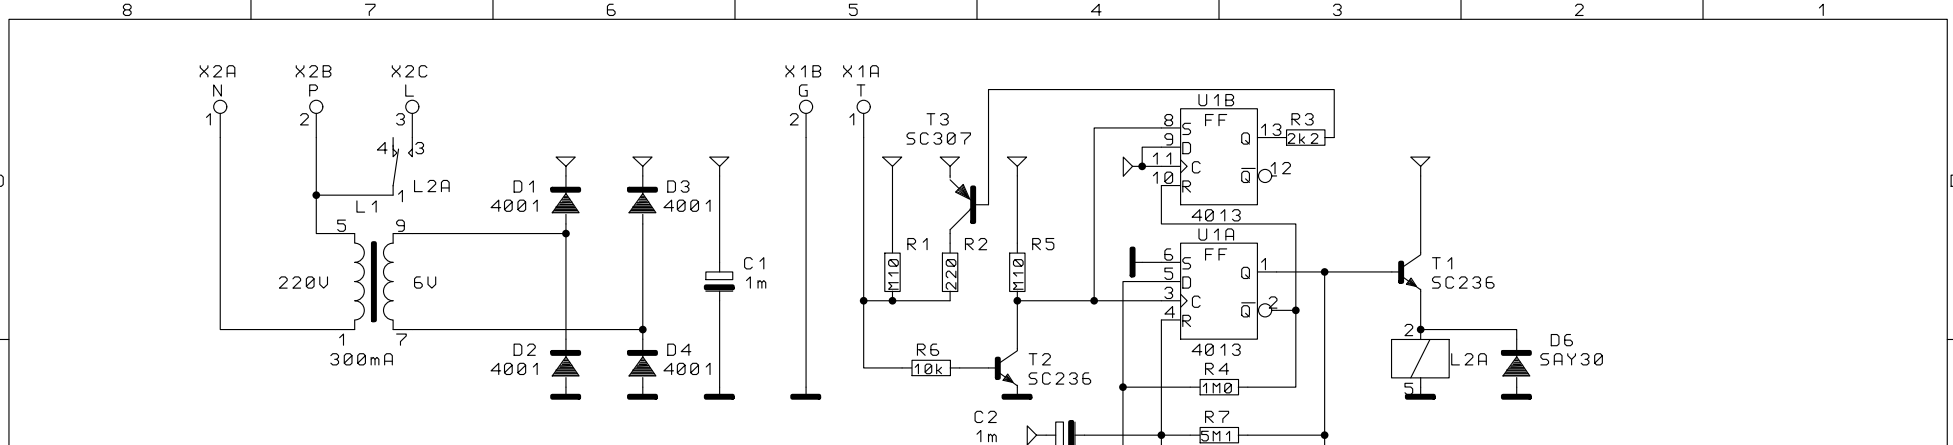 8 7 6 5 4 3 2 1
X2A X2B X2C X1B X1A
N P L G T
1 2 3 2 1
U1B
T3
SC307
8 S FF
9 D Q 13 R3
2k2
11 C
10 R Q 12
4 3
1 L2A
4013
D1
4001
D3
4001
L1
5 9
220V 6V
1 7
300mA
C1
1m
R1 R2 R5
M10 220 M10
U1A
6 S FF
5 D Q 1
3 C
4 R Q 2
4013
T1
SC236
D2
4001
D4
4001
R6
10k
T2
SC236
R4
1M0
2
L2A
5
D6
SAY30
C2
1m
R7
5M1